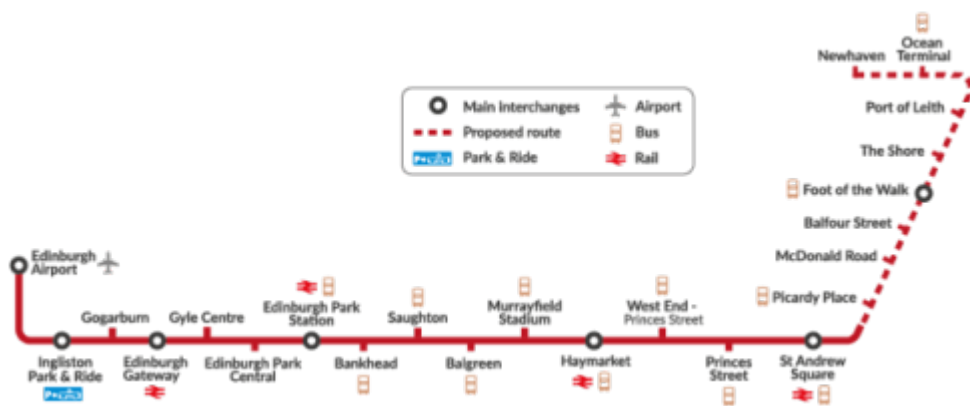 Newhaven
Ocean
Terminal
Main Interchanges
Airport
Proposed route
Bus
Park & Ride
Rail
Port of Leith
The Shore
Foot of the Walk
Balfour Street
McDonald Road
Picardy Place
Edinburgh
Airport
Gogarburn
Gyle Centre
Edinburgh Park
Station
Saughton
Murrayfield
Stadium
West End -
Princes Street
Ingliston
Park & Ride
Edinburgh
Gateway
Edinburgh Park
Central
Bankhead
Balgreen
Haymarket
Princes
Street
St Andrew
Square